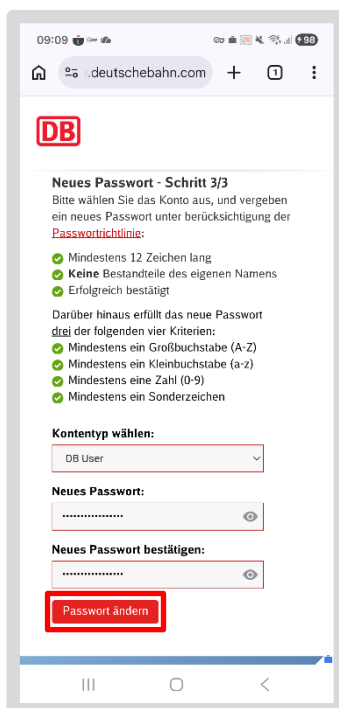 09:09
98
.deutschebahn.com
1
DB
Neues Passwort - Schritt 3/3
Bitte wählen Sie das Konto aus, und vergeben
ein neues Passwort unter berücksichtigung der
Passwortrichtlinie:
Mindestens 12 Zeichen lang
Keine Bestandteile des eigenen Namens
Erfolgreich bestätigt
Darüber hinaus erfüllt das neue Passwort
drei der folgenden vier Kriterien:
Mindestens ein Großbuchstabe (A-Z)
Mindestens ein Kleinbuchstabe (a-z)
Mindestens eine Zahl (0-9)
Mindestens ein Sonderzeichen
Kontentyp wählen:
DB User
Neues Passwort:
Neues Passwort bestätigen:
Passwort ändern